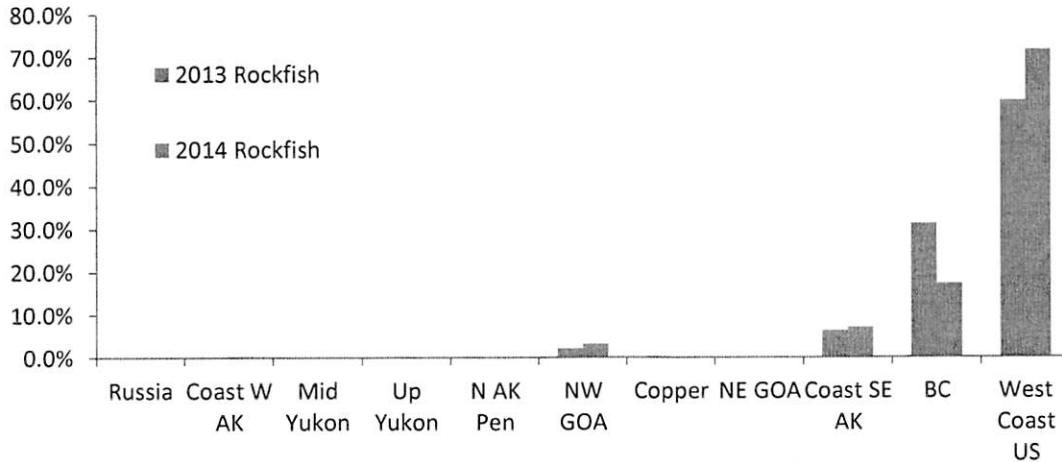 80.0%
70.0%
60.0%
50.0%
40.0%
30.0%
20.0%
10.0%
0.0%
2013 Rockfish
2014 Rockfish
Russia
Coast W
AK
Mid
Yukon
Up
Yukon
N AK
Pen
NW
GOA
Copper
NE GOA
Coast SE
AK
BC
West
Coast
US